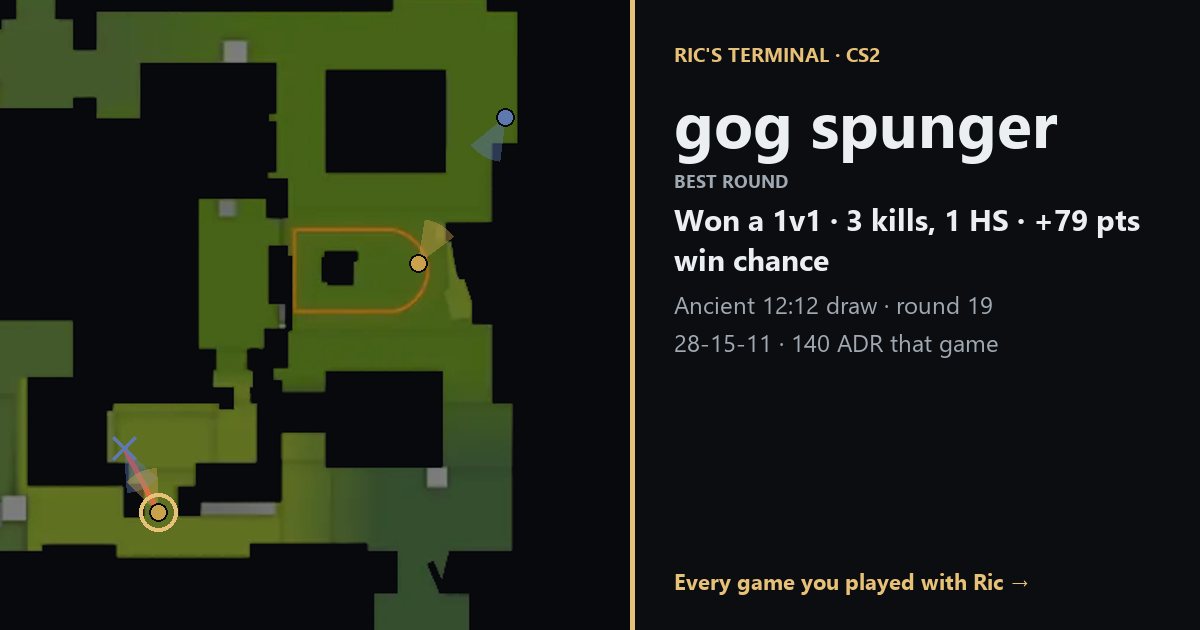 RIC'S TERMINAL · CS2
gog spunger
BEST ROUND
Won a 1v1 · 3 kills, 1 HS · +79 pts
win chance
Ancient 12:12 draw · round 19
28-15-11 · 140 ADR that game
Every game you played with Ric →